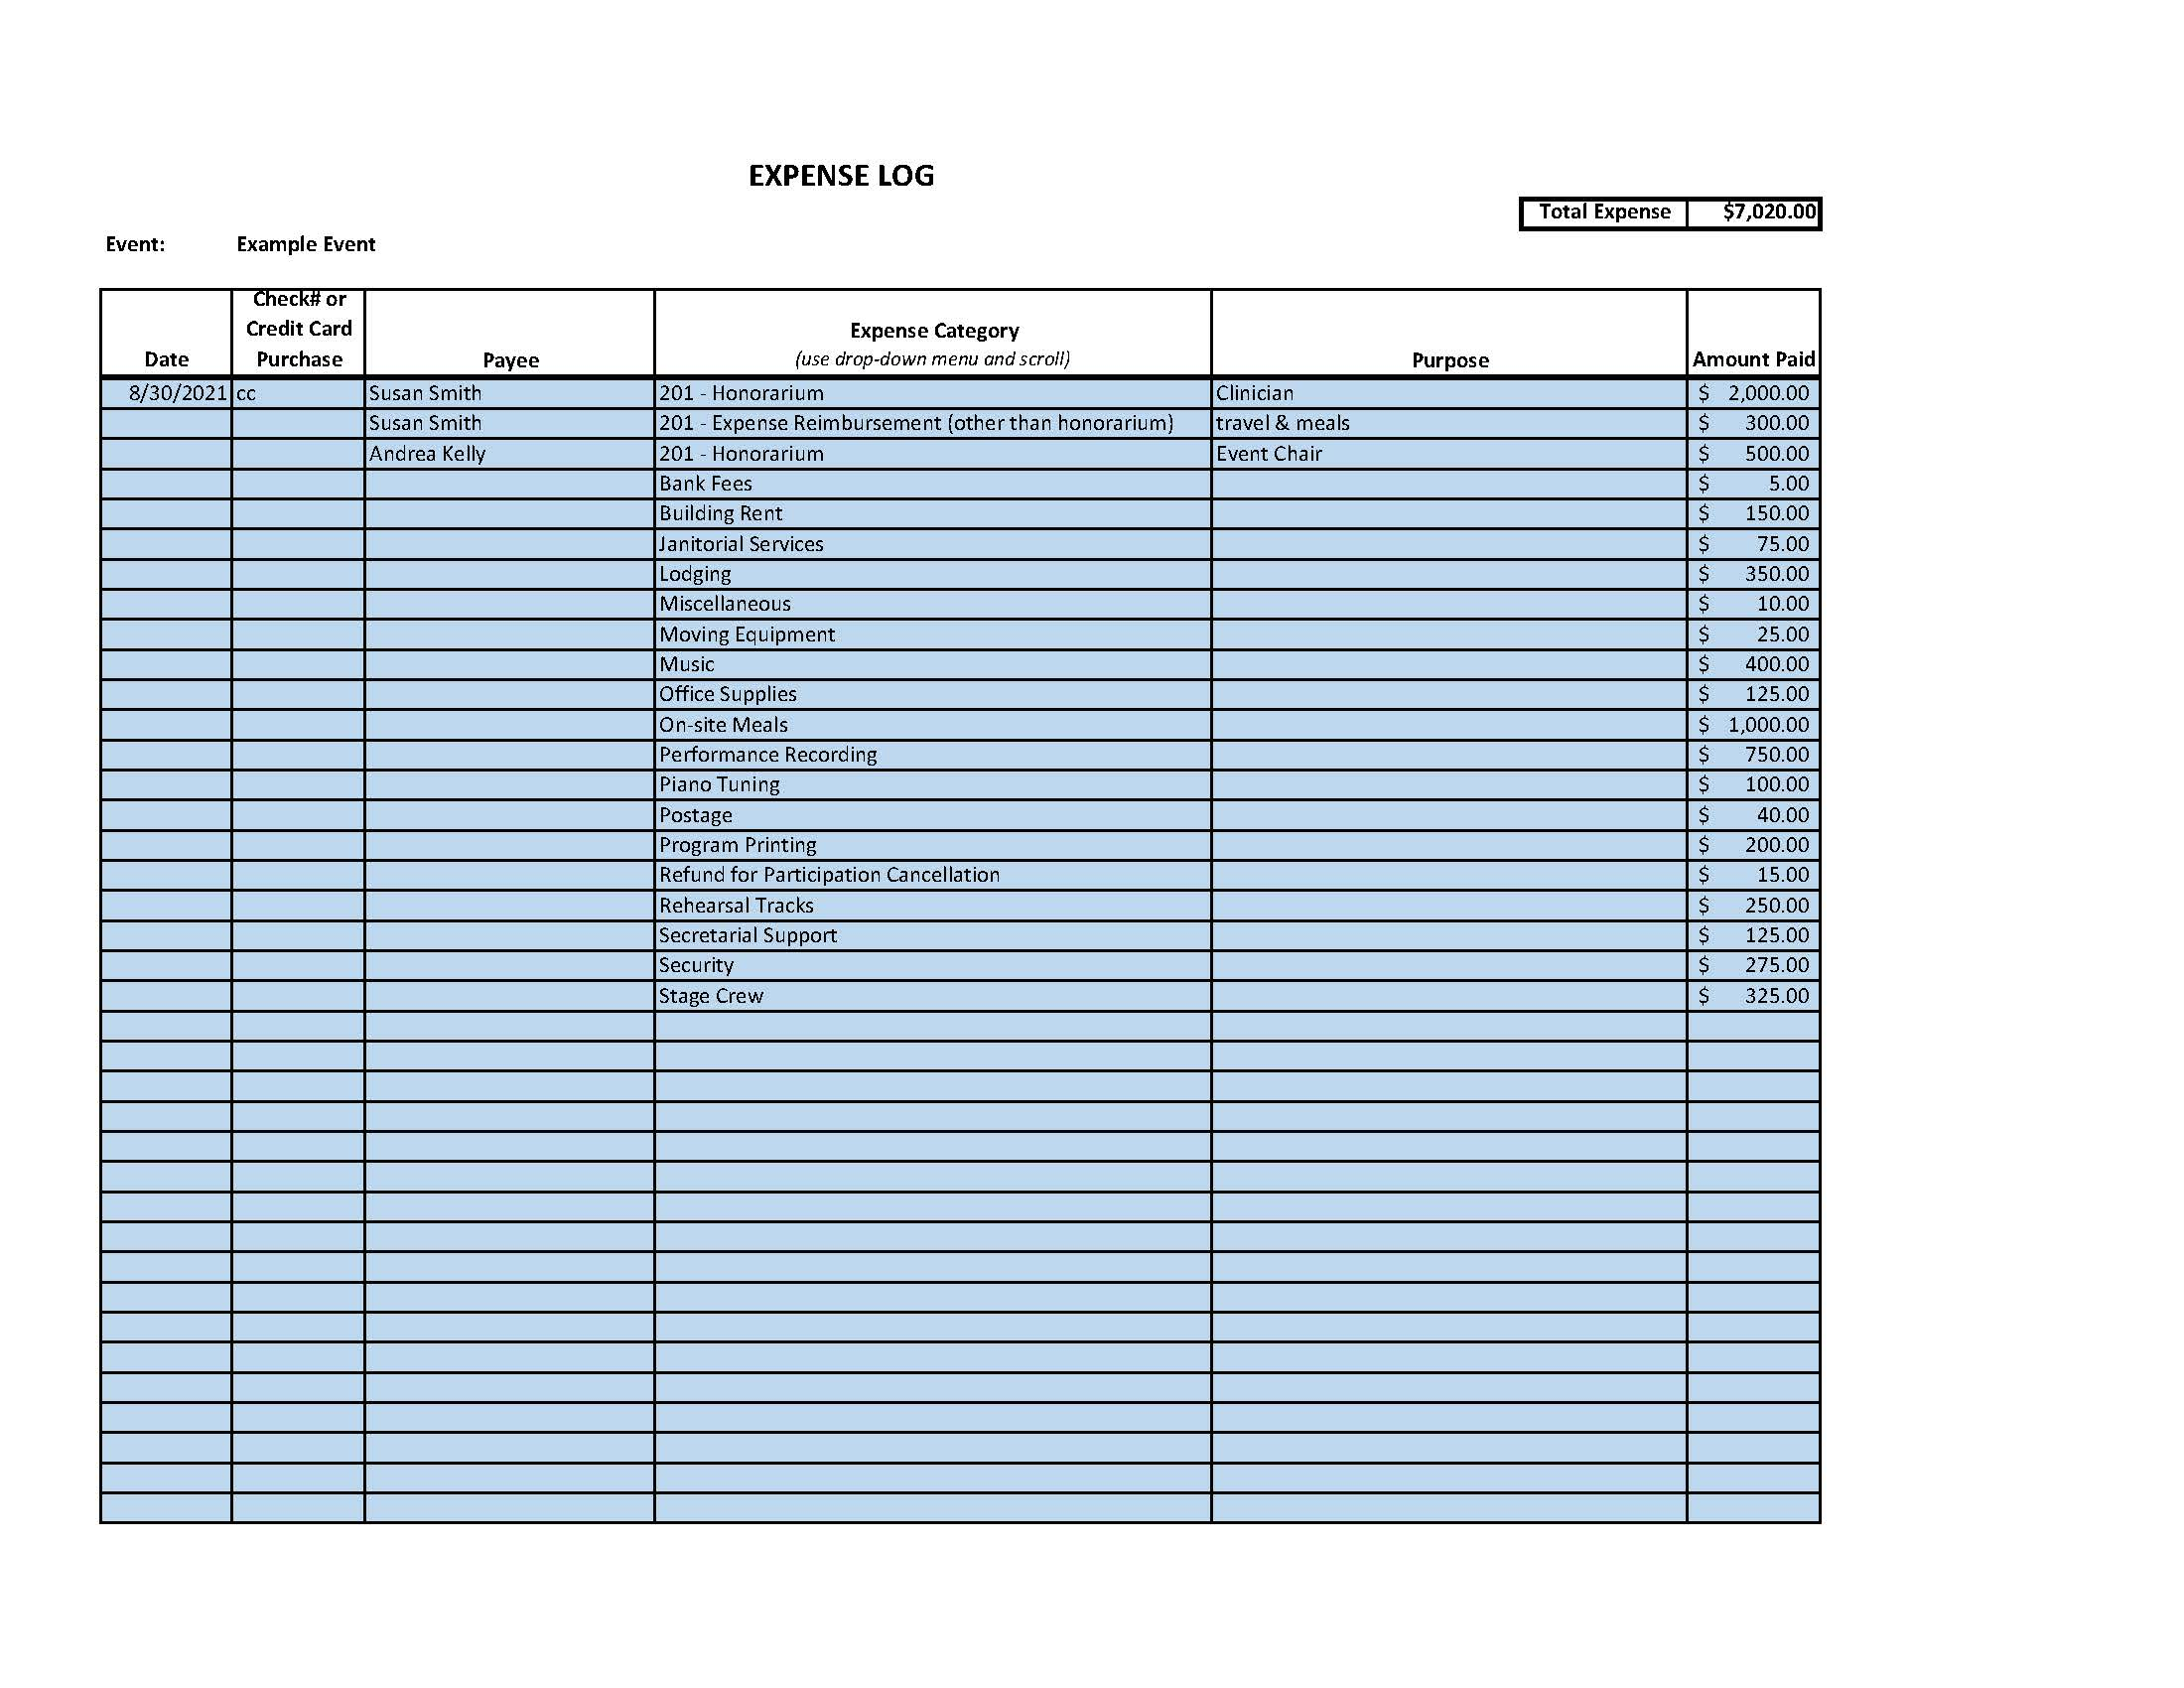 EXPENSE LOG
Total Expense $7,020.00
Event: Example Event
Date Check# or Credit Card Purchase Payee Expense Category (use drop-down menu and scroll) Purpose Amount Paid
8/30/2021 cc Susan Smith 201 - Honorarium Clinician $ 2,000.00
Susan Smith 201 - Expense Reimbursement (other than honorarium) travel & meals $ 300.00
Andrea Kelly 201 - Honorarium Event Chair $ 500.00
Bank Fees $ 5.00
Building Rent $ 150.00
Janitorial Services $ 75.00
Lodging $ 350.00
Miscellaneous $ 10.00
Moving Equipment $ 25.00
Music $ 400.00
Office Supplies $ 125.00
On-site Meals $ 1,000.00
Performance Recording $ 750.00
Piano Tuning $ 100.00
Postage $ 40.00
Program Printing $ 200.00
Refund for Participation Cancellation $ 15.00
Rehearsal Tracks $ 250.00
Secretarial Support $ 125.00
Security $ 275.00
Stage Crew $ 325.00